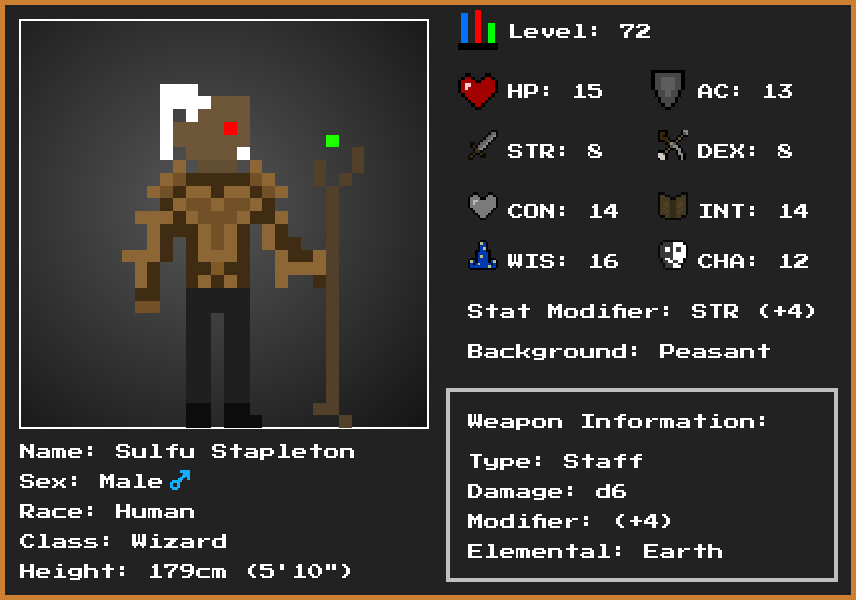 Level: 72
HP: 15 AC: 13
STR: 8 DEX: 8
CON: 14 INT: 14
WIS: 16 CHA: 12
Stat Modifier: STR (+4)
Background: Peasant
Weapon Information:
Type: Staff
Damage: d6
Modifier: (+4)
Elemental: Earth
Name: Sulfu Stapleton
Sex: Male ♂
Race: Human
Class: Wizard
Height: 179cm (5'10")